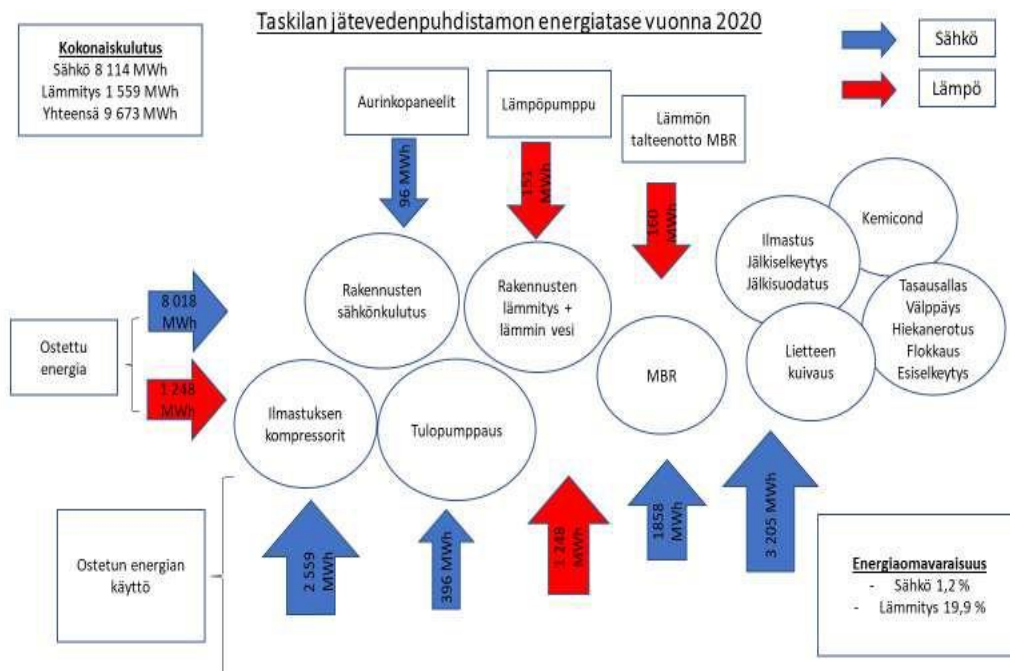 Taskilan jätevedenpuhdistamon energiatase vuonna 2020
Kokonaiskulutus
Sähkö 8 114 MWh
Lämmitys 1 559 MWh
Yhteensä 9 673 MWh
Sähkö
Lämpö
Aurinkopaneelit
Lämpöpumppu
Lämmön
talteenotto MBR
96 MWh
151
MWh
160
MWh
Kemicond
Ilmastus
Jälkiselkeytys
Jälkisuodatus
Rakennusten
sähkönkulutus
Rakennusten
lämmitys +
lämmin vesi
Tasausallas
Välppäys
Hiekanerotus
Flokkaus
Esiselkeytys
8 018
MWh
Ostettu
energia
1 248
MWh
MBR
Lietteen
kuivaus
Ilmastuksen
kompressorit
Tulopumppaus
Ostetun energian
käyttö
2 559
MWh
396 MWh
1 248
MWh
1858
MWh
3 205 MWh
Energiaomavaraisuus
- Sähkö 1,2 %
- Lämmitys 19,9 %